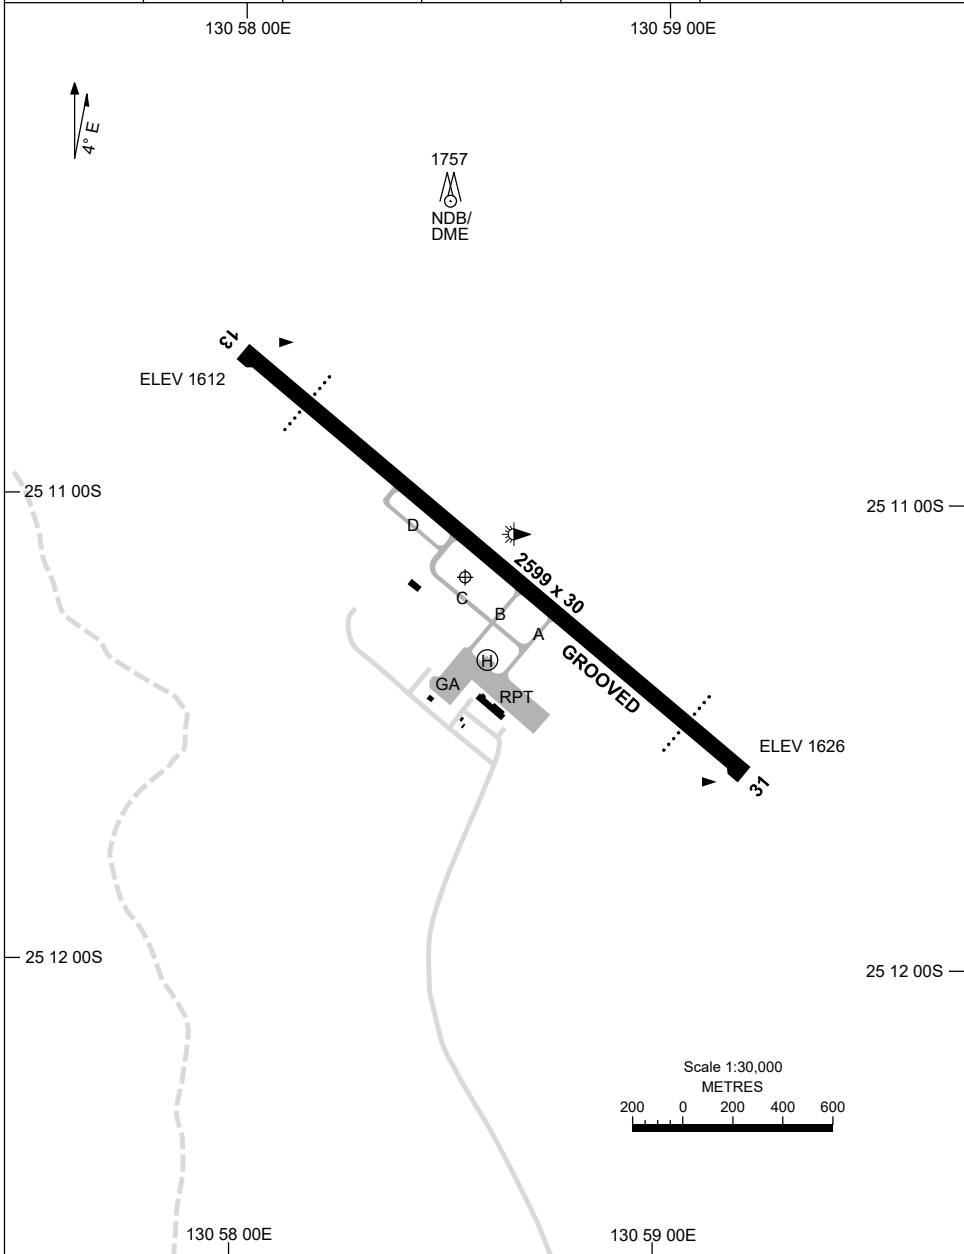 130 58 00E
130 59 00E
4° E
1757
NDB/
DME
13
ELEV 1612
25 11 00S
25 11 00S
D
2599 x 30
C
B
A
GROOVED
H
GA
RPT
ELEV 1626
31
25 12 00S
25 12 00S
Scale 1:30,000
METRES
200 0 200 400 600
130 58 00E
130 59 00E